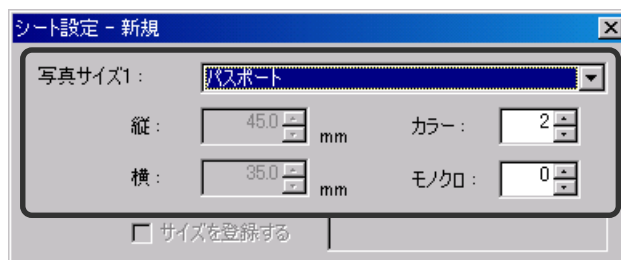 シート設定 - 新規
写真サイズ1： パスポート
縦： 45.0 mm カラー： 2
横： 35.0 mm モノクロ： 0
サイズを登録する